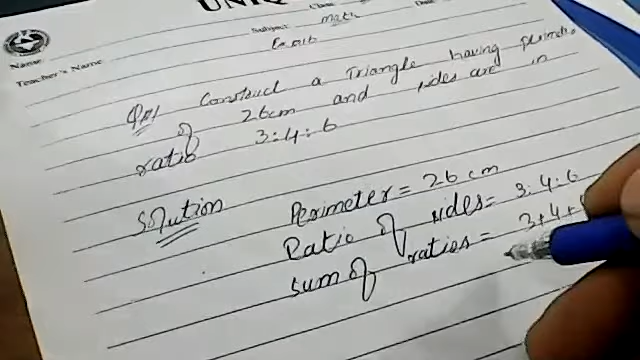 UNIQ
Name
Subject: Math
Teacher's Name
Construct a Triangle having perimeter
of 26cm and sides are in
ratio 3:4:6
Solution
Perimeter = 26 cm
Ratio of sides = 3:4:6
Sum of ratios = 3+4+